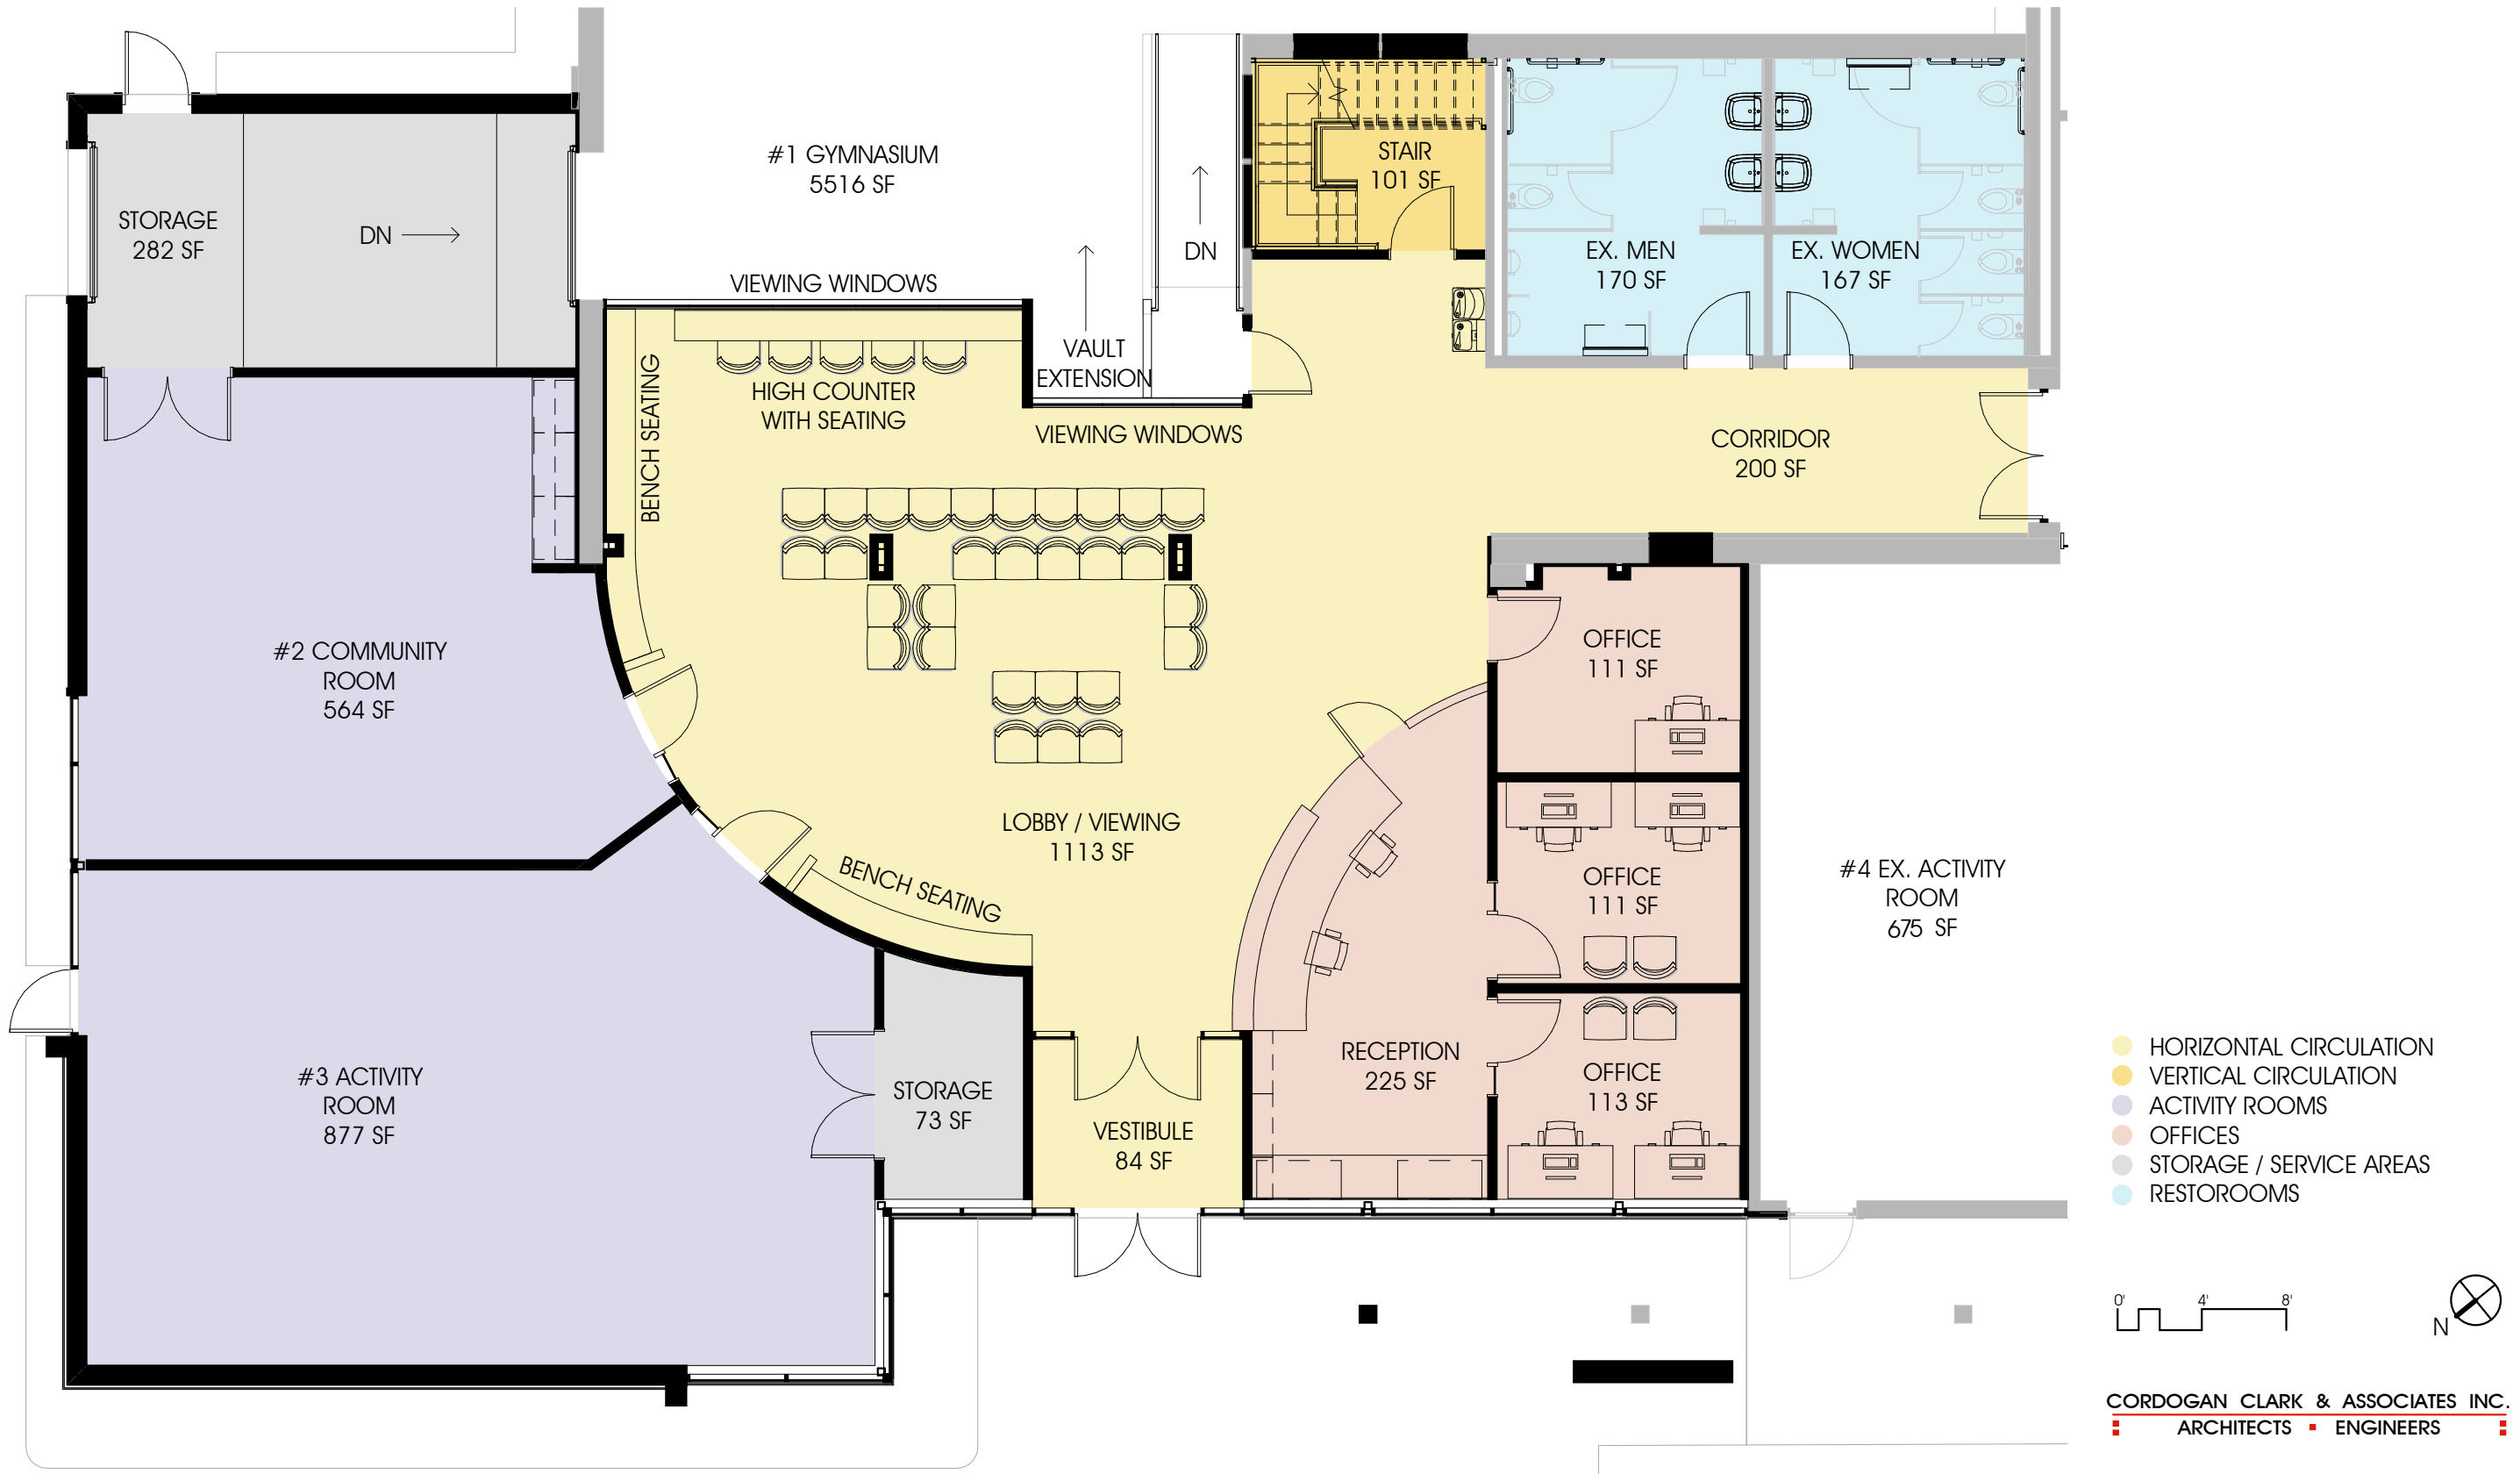 #1 GYMNASIUM
5516 SF
STAIR
101 SF
STORAGE
282 SF
DN
DN
EX. MEN
170 SF
EX. WOMEN
167 SF
VIEWING WINDOWS
VAULT
EXTENSION
HIGH COUNTER
WITH SEATING
BENCH SEATING
VIEWING WINDOWS
CORRIDOR
200 SF
#2 COMMUNITY
ROOM
564 SF
OFFICE
111 SF
LOBBY / VIEWING
1113 SF
BENCH SEATING
OFFICE
111 SF
#4 EX. ACTIVITY
ROOM
675 SF
#3 ACTIVITY
ROOM
877 SF
STORAGE
73 SF
VESTIBULE
84 SF
RECEPTION
225 SF
OFFICE
113 SF
HORIZONTAL CIRCULATION
VERTICAL CIRCULATION
ACTIVITY ROOMS
OFFICES
STORAGE / SERVICE AREAS
RESTOROOMS
0' 4' 8'
N
CORDOGAN CLARK & ASSOCIATES INC.
ARCHITECTS ▪ ENGINEERS